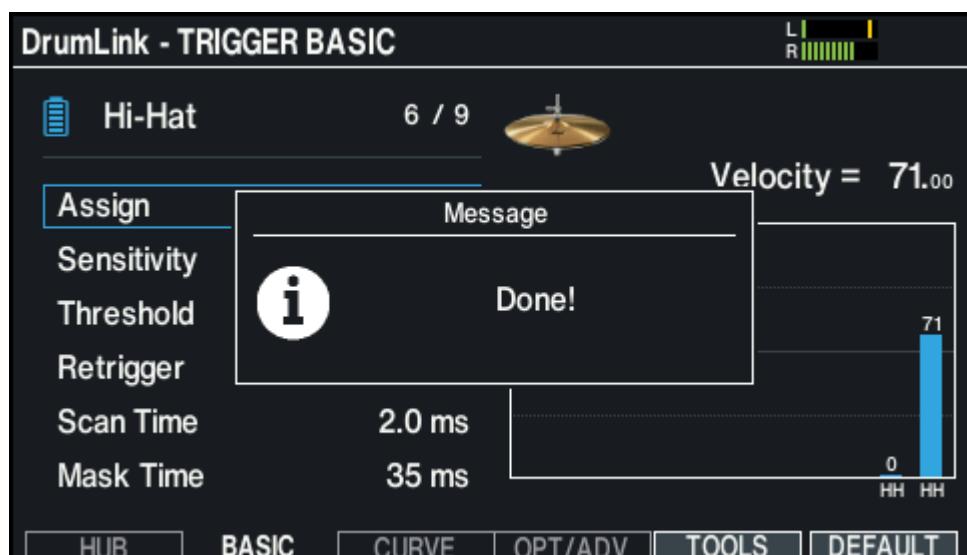 DrumLink - TRIGGER BASIC
L
R
Hi-Hat 6 / 9
Velocity = 71.00
Assign
Message
Sensitivity
Done!
Threshold
71
Retrigger
Scan Time 2.0 ms
Mask Time 35 ms
0
HH HH
HUB BASIC CURVE OPT/ADV TOOLS DEFAULT